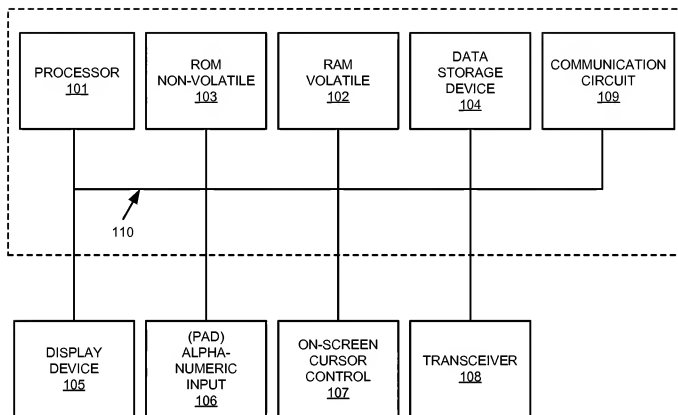 PROCESSOR
101
ROM
NON-VOLATILE
103
RAM
VOLATILE
102
DATA
STORAGE
DEVICE
104
COMMUNICATION
CIRCUIT
109
110
DISPLAY
DEVICE
105
(PAD)
ALPHA-
NUMERIC
INPUT
106
ON-SCREEN
CURSOR
CONTROL
107
TRANSCEIVER
108